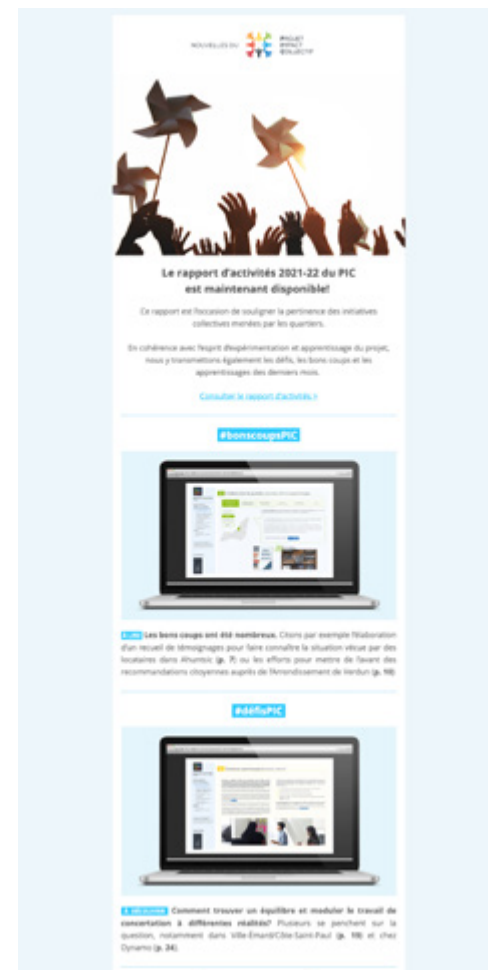 NOUVELLES DU
PROJET
IMPACT
COLLECTIF
Le rapport d'activités 2021-22 du PIC
est maintenant disponible!
Ce rapport est l'occasion de souligner la pertinence des initiatives
collectives menées par les quartiers.
En cohérence avec l'esprit d'expérimentation et apprentissage du projet,
nous y transmettons également les défis, les bons coups et les
apprentissages des derniers mois.
Consulter le rapport d'activités >
#bonscoupsPIC
À LIRE Les bons coups ont été nombreux. Citons par exemple l'élaboration
d'un recueil de témoignages pour faire connaître la situation vécue par des
locataires dans Ahuntsic (p. 7) ou les efforts pour mettre de l'avant des
recommandations citoyennes auprès de l'Arrondissement de Verdun (p. 10).
#défisPIC
À DÉCOUVRIR Comment trouver un équilibre et moduler le travail de
concertation à différentes réalités? Plusieurs se penchent sur la
question, notamment dans Ville-Émard/Côte-Saint-Paul (p. 19) et chez
Dynamo (p. 24).